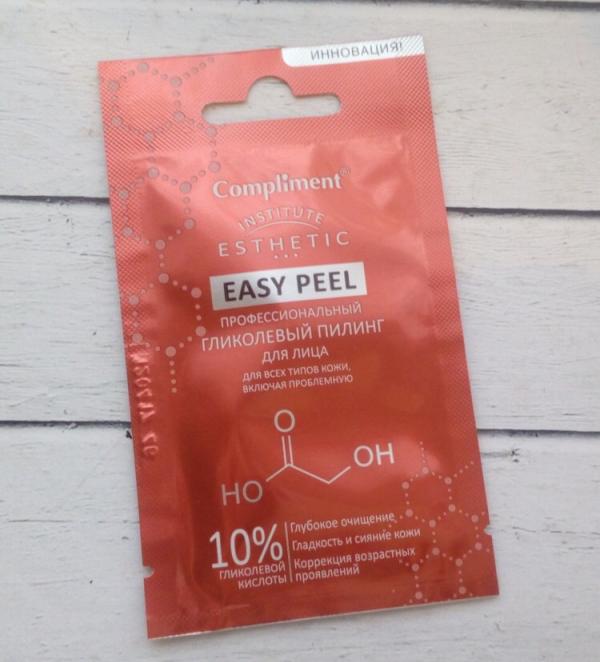 ИННОВАЦИЯ!
Compliment®
INSTITUTE
ESTHETIC
EASY PEEL
ПРОФЕССИОНАЛЬНЫЙ
ГЛИКОЛЕВЫЙ ПИЛИНГ
ДЛЯ ЛИЦА
ДЛЯ ВСЕХ ТИПОВ КОЖИ,
ВКЛЮЧАЯ ПРОБЛЕМНУЮ
O
OH
HO
10%
ГЛИКОЛЕВОЙ
КИСЛОТЫ
Глубокое очищение
Гладкость и сияние кожи
Коррекция возрастных
проявлений